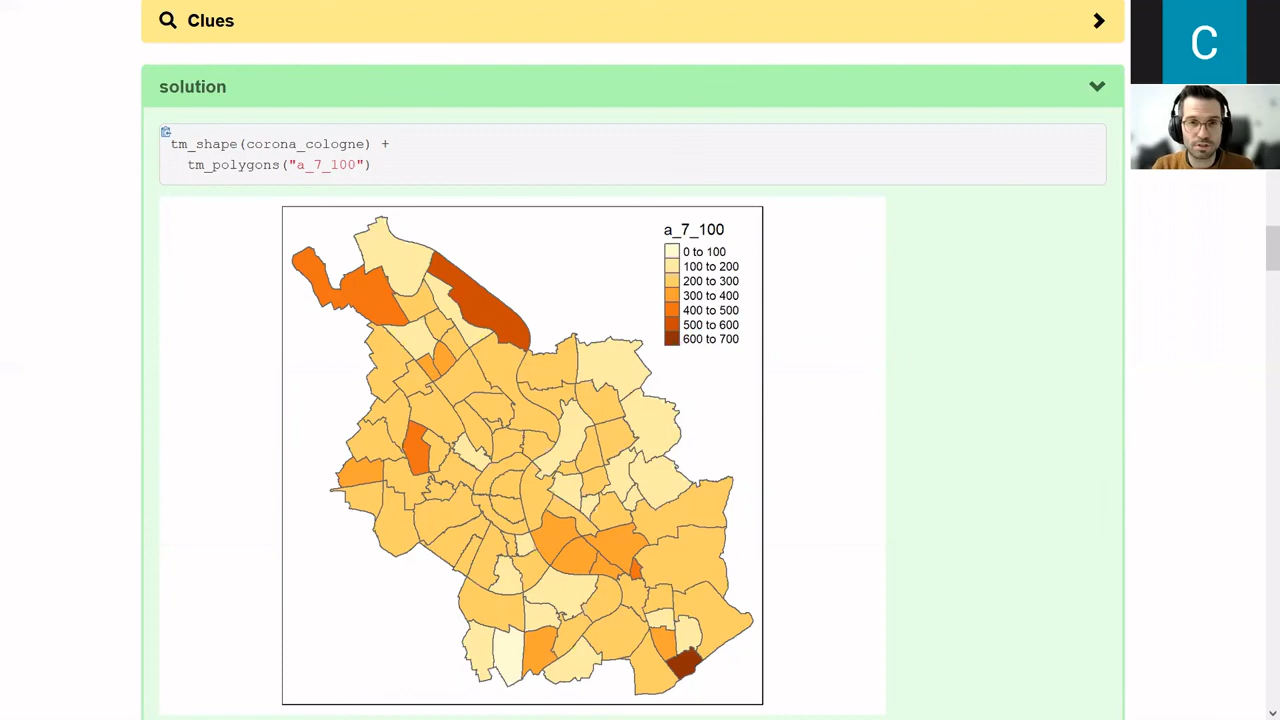 Clues
C
solution
tm_shape(corona_cologne) +
tm_polygons("a_7_100")
a_7_100
0 to 100
100 to 200
200 to 300
300 to 400
400 to 500
500 to 600
600 to 700